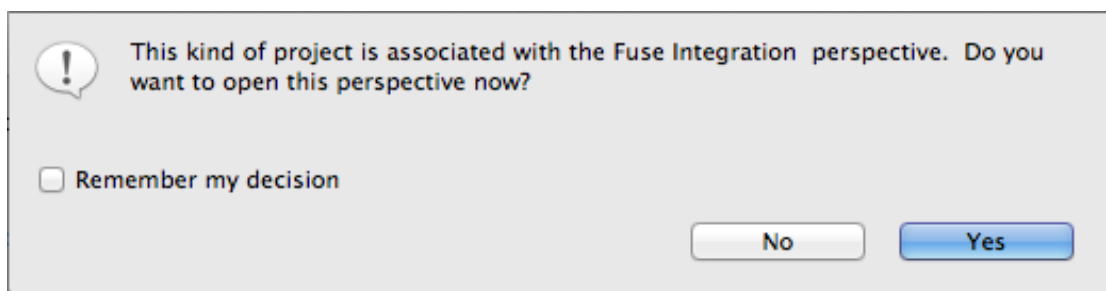 This kind of project is associated with the Fuse Integration  perspective.  Do you
want to open this perspective now?
Remember my decision
No
Yes